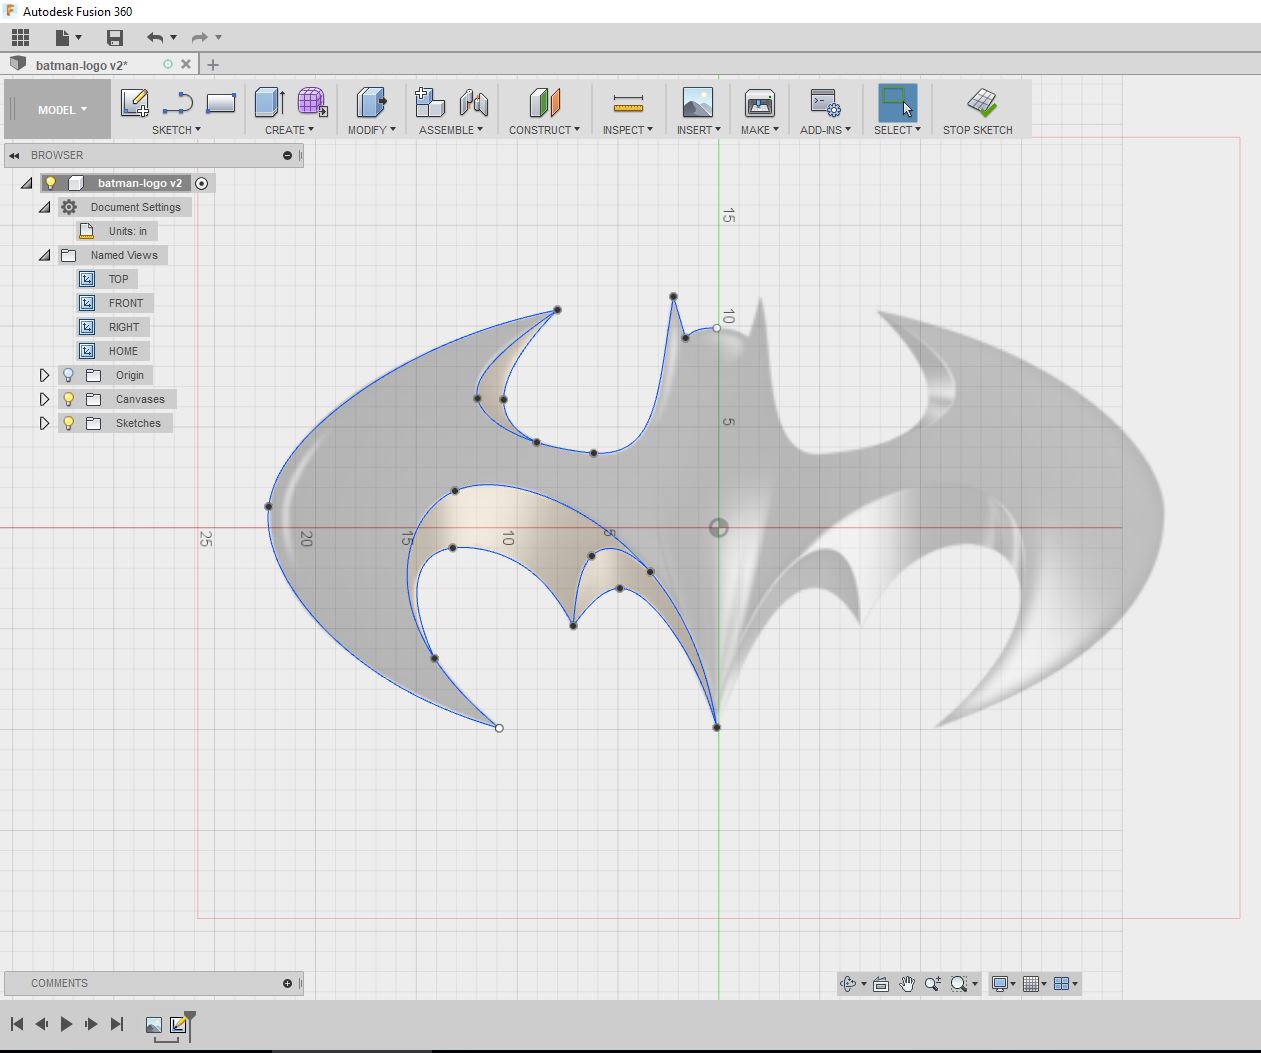 Autodesk Fusion 360
batman-logo v2*
MODEL
SKETCH
CREATE
MODIFY
ASSEMBLE
CONSTRUCT
INSPECT
INSERT
MAKE
ADD-INS
SELECT
STOP SKETCH
BROWSER
batman-logo v2
Document Settings
Units: in
Named Views
TOP
FRONT
RIGHT
HOME
Origin
Canvases
Sketches
15
10
5
25
20
15
10
5
COMMENTS